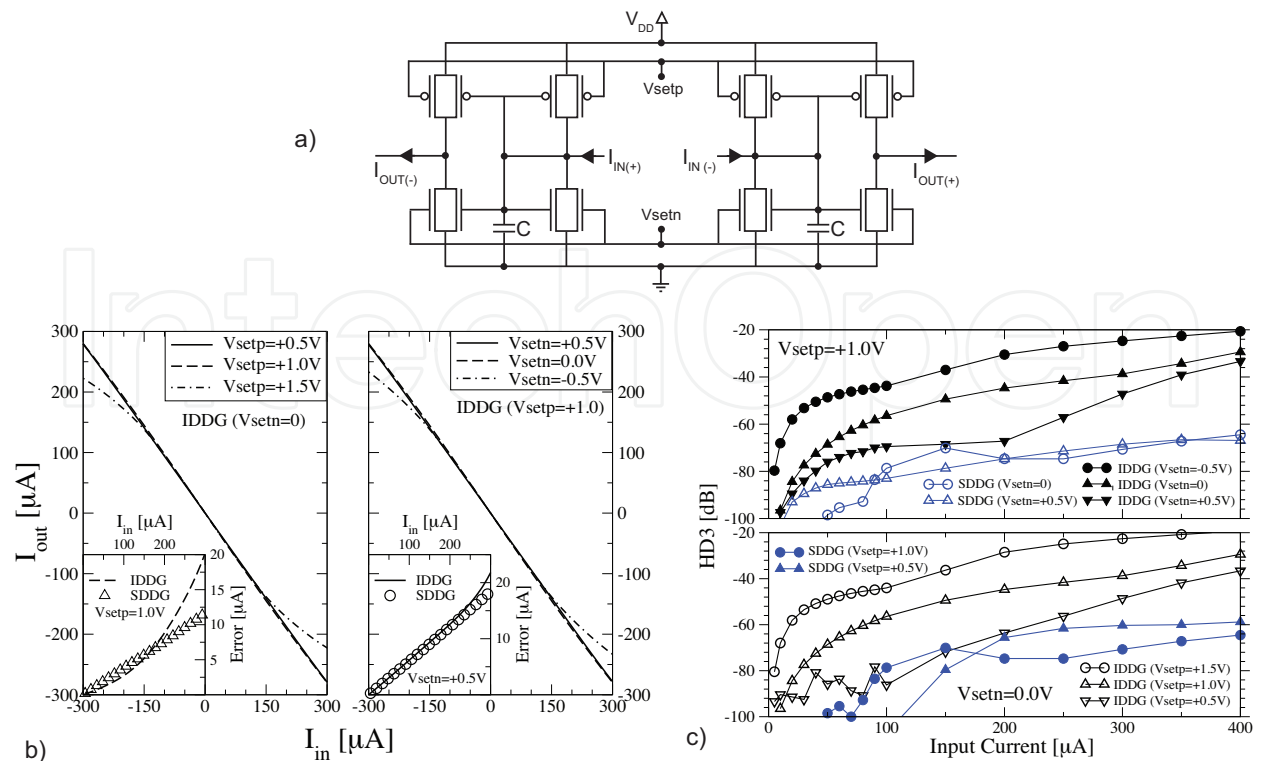 a)
V_DD
Vsetp
I_OUT(-)
I_IN(+)
I_IN (-)
I_OUT(+)
Vsetn
C
C
InTechOpen
b)
I_out [μA]
300
200
100
0
-100
-200
-300
Vsetp=+0.5V
Vsetp=+1.0V
Vsetp=+1.5V
IDDG (Vsetn=0)
I_in [μA]
100 200
IDDG
SDDG
Vsetp=1.0V
20
15
10
5
Error [μA]
-300 -150 0 150 300
Vsetn=+0.5V
Vsetn=0.0V
Vsetn=-0.5V
IDDG (Vsetp=+1.0)
I_in [μA]
100 200
IDDG
SDDG
Vsetn=+0.5V
20
10
Error [μA]
300
200
100
0
-100
-200
-300
-300 -150 0 150 300
I_in [μA]
c)
HD3 [dB]
-20
-40
-60
-80
-100
Vsetp=+1.0V
SDDG (Vsetn=0)
SDDG (Vsetn=+0.5V)
IDDG (Vsetn=-0.5V)
IDDG (Vsetn=0)
IDDG (Vsetn=+0.5V)
-20
-40
-60
-80
-100
SDDG (Vsetp=+1.0V)
SDDG (Vsetp=+0.5V)
Vsetn=0.0V
IDDG (Vsetp=+1.5V)
IDDG (Vsetp=+1.0V)
IDDG (Vsetp=+0.5V)
0 100 200 300 400
Input Current [μA]